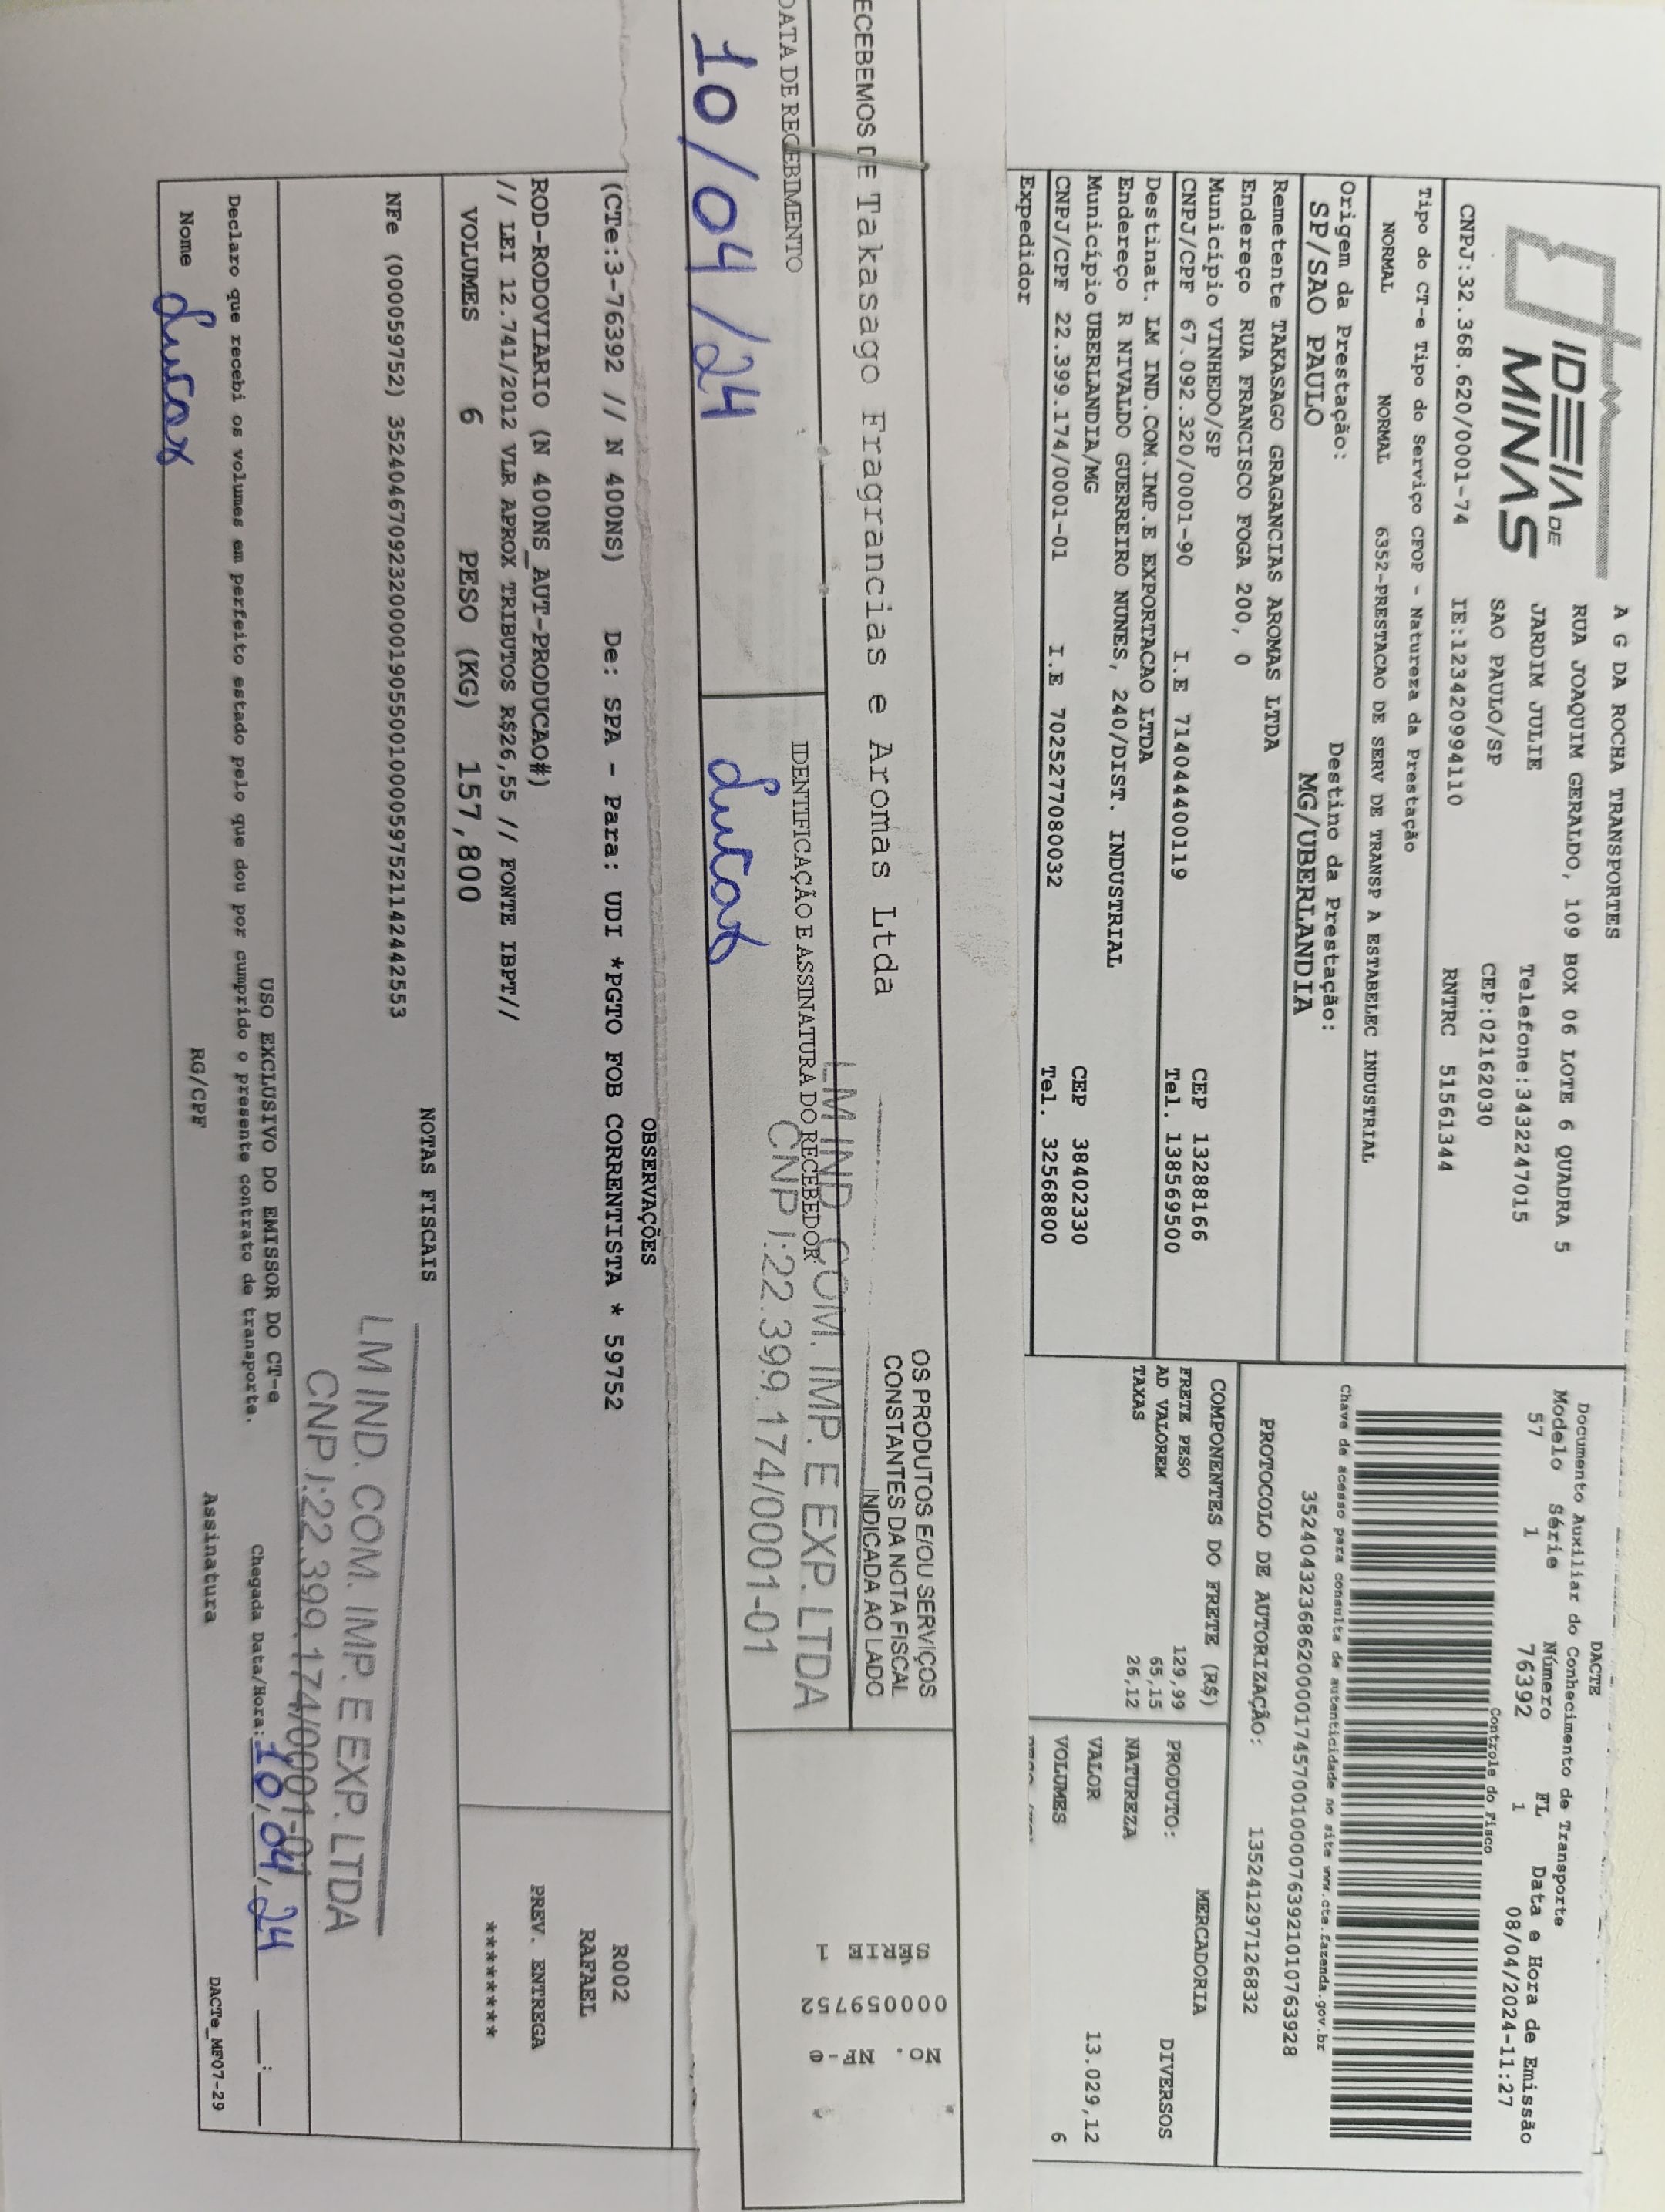 IDEIA DE
MINAS
A G DA ROCHA TRANSPORTES
RUA JOAQUIM GERALDO, 109 BOX 06 LOTE 6 QUADRA 5
JARDIM JULIE Telefone:3432247015
SAO PAULO/SP CEP:02162030
CNPJ:32.368.620/0001-74 IE:123420994110 RNTRC 51561344
Tipo do CT-e Tipo do Serviço CFOP - Natureza da Prestação
NORMAL NORMAL 6352-PRESTACAO DE SERV DE TRANSP A ESTABELEC INDUSTRIAL
Origem da Prestação: Destino da Prestação:
SP/SAO PAULO MG/UBERLANDIA
Remetente TAKASAGO GRAGANCIAS AROMAS LTDA
Endereço RUA FRANCISCO FOGA 200, 0
Município VINHEDO/SP CEP 13288166
CNPJ/CPF 67.092.320/0001-90 I.E 714044400119 Tel. 138569500
Destinat. LM IND.COM.IMP.E EXPORTACAO LTDA
Endereço R NIVALDO GUERREIRO NUNES, 240/DIST. INDUSTRIAL
Município UBERLANDIA/MG CEP 38402330
CNPJ/CPF 22.399.174/0001-01 I.E 7025277080032 Tel. 32568800
Expedidor
DACTE
Documento Auxiliar do Conhecimento de Transporte
Modelo Série Número FL Data e Hora de Emissão
57 1 76392 1 08/04/2024-11:27
Controle do Fisco
Chave de acesso para consulta de autenticidade no site www.cte.fazenda.gov.br
35240432368620000174570010000763921010763928
PROTOCOLO DE AUTORIZAÇÃO: 135241297126832
COMPONENTES DO FRETE (R$)
FRETE PESO 129,99
AD VALOREM 65,15
TAXAS 26,12
MERCADORIA
PRODUTO: DIVERSOS
NATUREZA
VALOR 13.029,12
VOLUMES 6
ECEBEMOS DE Takasago Fragrancias e Aromas Ltda
OS PRODUTOS E/OU SERVIÇOS
CONSTANTES DA NOTA FISCAL
INDICADA AO LADO
DATA DE RECEBIMENTO
10/04/24
IDENTIFICAÇÃO E ASSINATURA DO RECEBEDOR
Lucas
LM IND. COM. IMP. E EXP. LTDA
CNPJ:22.399.174/0001-01
No. NF-e
000059752
SERIE 1
OBSERVAÇÕES
(CTe:3-76392 // N 400NS) De: SPA - Para: UDI *PGTO FOB CORRENTISTA * 59752
ROD-RODOVIARIO (N 400NS_AUT-PRODUCAO#)
// LEI 12.741/2012 VLR APROX TRIBUTOS R$26,55 // FONTE IBPT//
VOLUMES 6 PESO (KG) 157,800
R002
RAFAEL
PREV. ENTREGA
********
NOTAS FISCAIS
NFe (000059752) 35240467092320000190550010000597521142442553
LM IND. COM. IMP. E EXP. LTDA
CNPJ:22.399.174/0001-01
USO EXCLUSIVO DO EMISSOR DO CT-e
Declaro que recebi os volumes em perfeito estado pelo que dou por cumprido o presente contrato de transporte.
Chegada Data/Hora: 10/04/24 ___:___
Nome Lucas RG/CPF Assinatura
DACTe_MF07-29